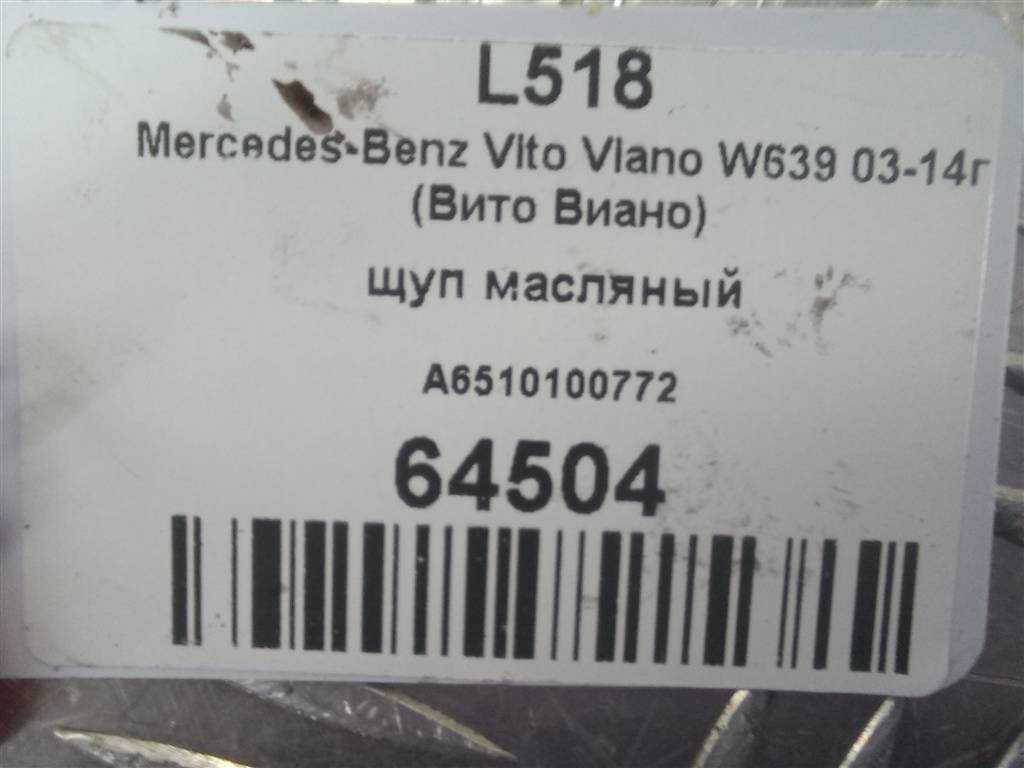 L518
Mercedes-Benz Vito Viano W639 03-14г
(Вито Виано)
щуп масляный
A6510100772
64504